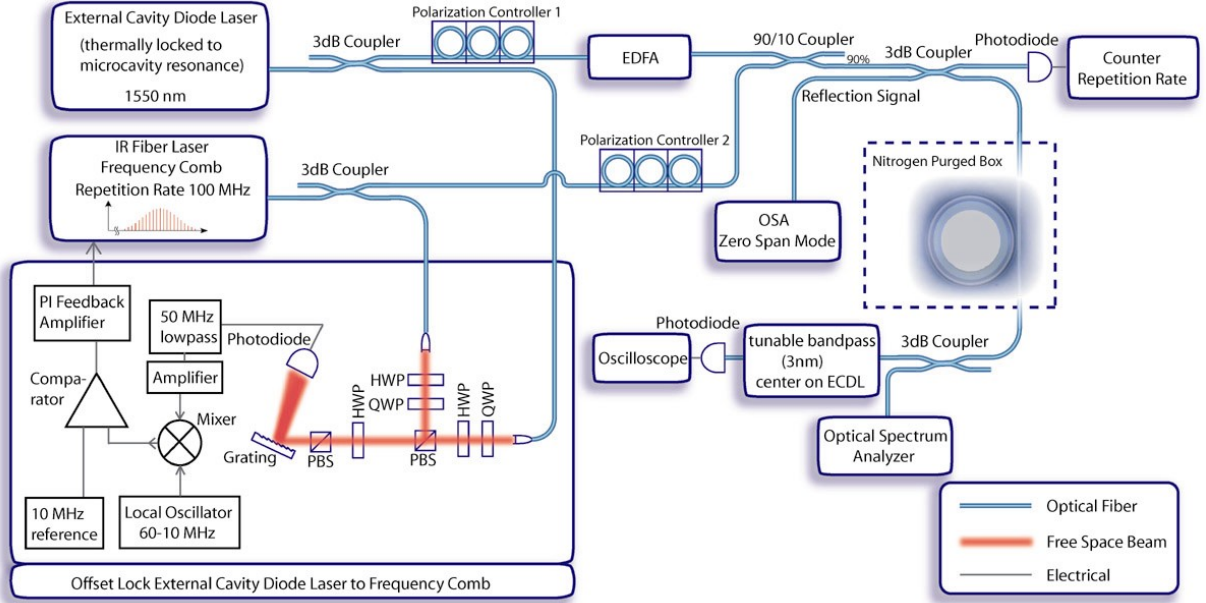 External Cavity Diode Laser
(thermally locked to
microcavity resonance)
1550 nm
3dB Coupler
Polarization Controller 1
EDFA
90/10 Coupler
90%
3dB Coupler
Photodiode
Counter
Repetition Rate
Reflection Signal
IR Fiber Laser
Frequency Comb
Repetition Rate 100 MHz
3dB Coupler
Polarization Controller 2
OSA
Zero Span Mode
Nitrogen Purged Box
PI Feedback
Amplifier
50 MHz
lowpass
Photodiode
Amplifier
Compa-
rator
Mixer
Grating
PBS
HWP
HWP
QWP
PBS
HWP
QWP
10 MHz
reference
Local Oscillator
60-10 MHz
Offset Lock External Cavity Diode Laser to Frequency Comb
Photodiode
Oscilloscope
tunable bandpass
(3nm)
center on ECDL
3dB Coupler
Optical Spectrum
Analyzer
Optical Fiber
Free Space Beam
Electrical